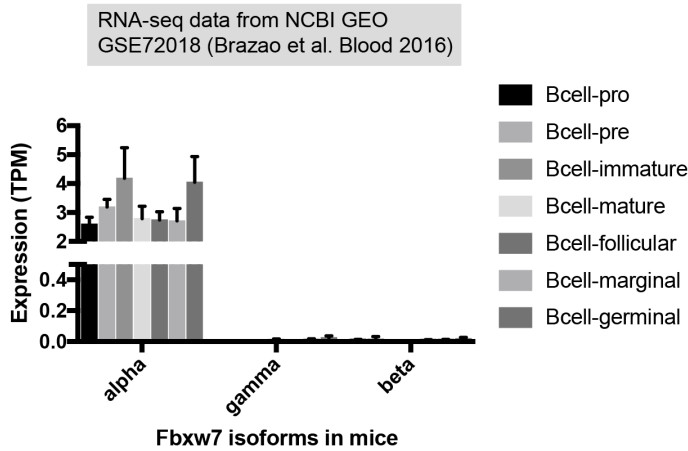 RNA-seq data from NCBI GEO
GSE72018 (Brazao et al. Blood 2016)
Expression (TPM)
6
5
4
3
2
0.4
0.2
0.0
alpha
gamma
beta
Fbxw7 isoforms in mice
Bcell-pro
Bcell-pre
Bcell-immature
Bcell-mature
Bcell-follicular
Bcell-marginal
Bcell-germinal